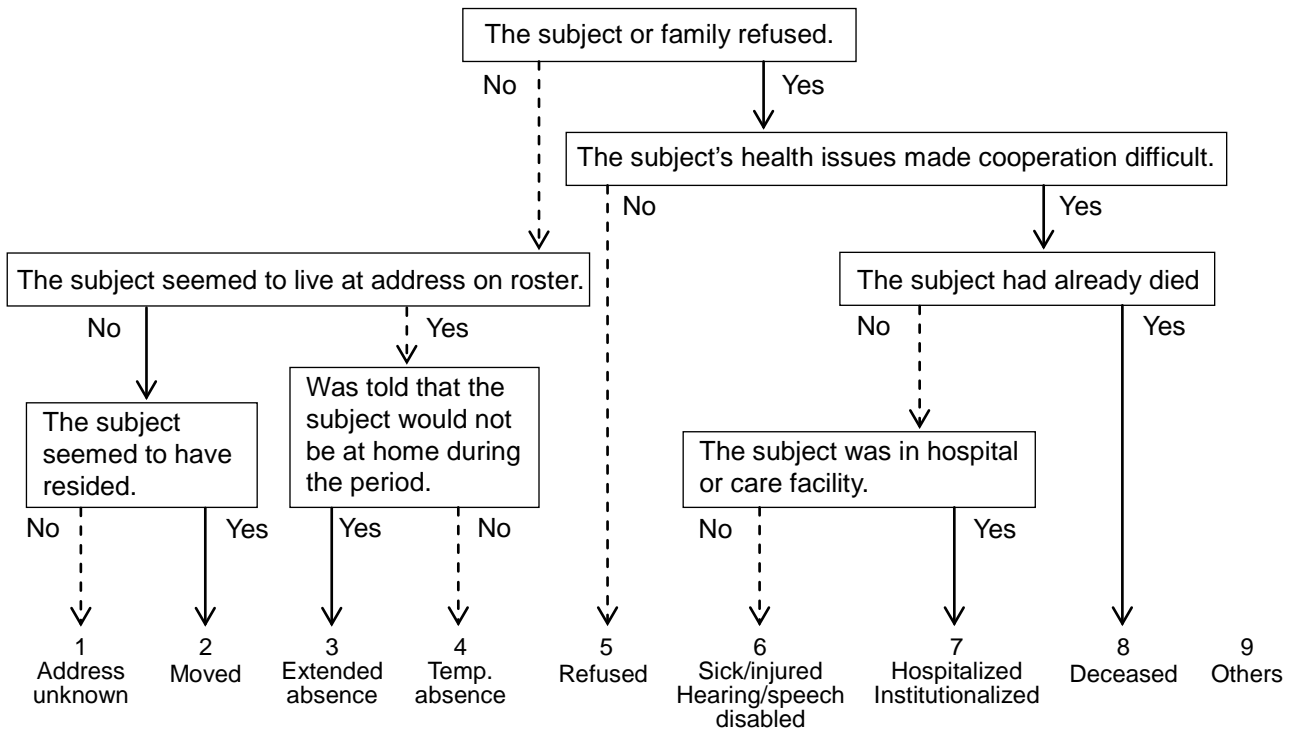 The subject or family refused.
No
Yes
The subject’s health issues made cooperation difficult.
No
Yes
The subject seemed to live at address on roster.
The subject had already died
No
Yes
No
Yes
Was told that the
subject would not
be at home during
the period.
The subject
seemed to have
resided.
The subject was in hospital
or care facility.
No
Yes
Yes
No
No
Yes
1
Address
unknown
2
Moved
3
Extended
absence
4
Temp.
absence
5
Refused
6
Sick/injured
Hearing/speech
disabled
7
Hospitalized
Institutionalized
8
Deceased
9
Others